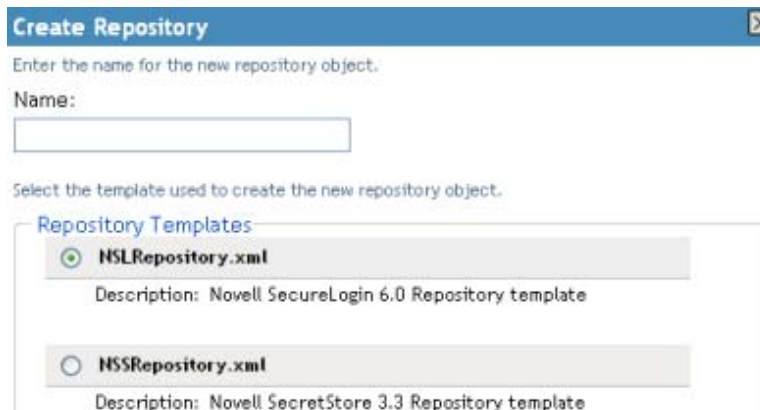 Create Repository
Enter the name for the new repository object.
Name:
Select the template used to create the new repository object.
Repository Templates
NSLRepository.xml
Description: Novell SecureLogin 6.0 Repository template
NSSRepository.xml
Description: Novell SecretStore 3.3 Repository template